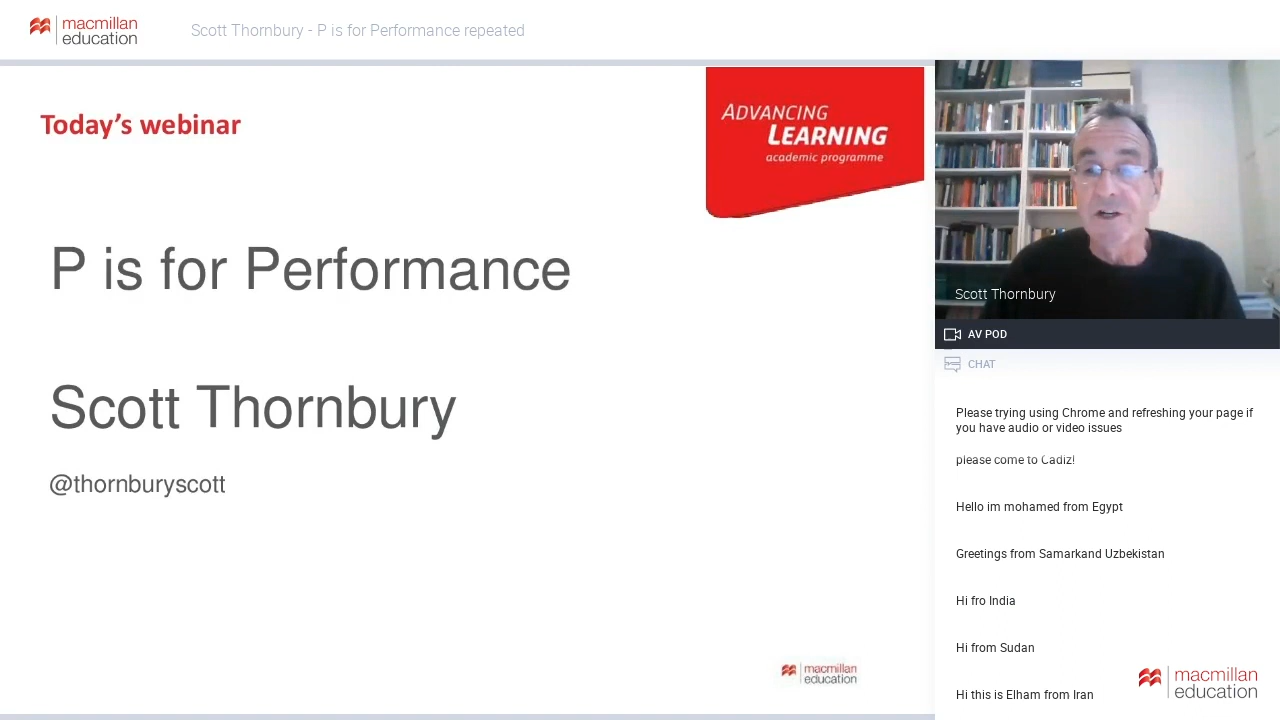 macmillan
education
Scott Thornbury - P is for Performance repeated
Today's webinar
ADVANCING
LEARNING
academic programme
P is for Performance
Scott Thornbury
@thornburyscott
macmillan
education
Scott Thornbury
AV POD
CHAT
Please trying using Chrome and refreshing your page if
you have audio or video issues
please come to Cadiz!
Hello im mohamed from Egypt
Greetings from Samarkand Uzbekistan
Hi fro India
Hi from Sudan
Hi this is Elham from Iran
macmillan
education